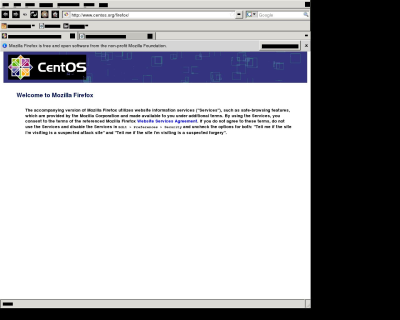 http://www.centos.org/firefox/
Google
Mozilla Firefox is free and open source software from the non-profit Mozilla Foundation.
CentOS
Welcome to Mozilla Firefox
The accompanying version of Mozilla Firefox utilizes website information services ("Services"), such as safe-browsing features,
which are provided by the Mozilla Corporation and made available to you under additional terms. By using the Services, you
consent to the terms of the referenced Mozilla Firefox Website Services Agreement. If you do not agree to these terms, do not
use the Services and disable the Services in Edit > Preferences > Security and uncheck the options for both: "Tell me if the site
I'm visiting is a suspected attack site" and "Tell me if the site I'm visiting is a suspected forgery".